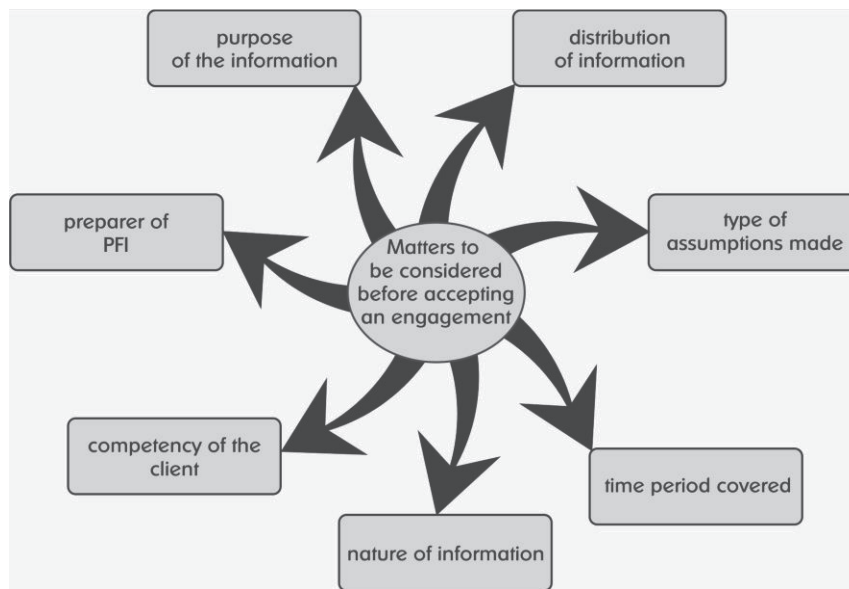 purpose
of the information
distribution
of information
preparer of
PFI
type of
assumptions made
Matters to
be considered
before accepting
an engagement
competency of the
client
time period covered
nature of information